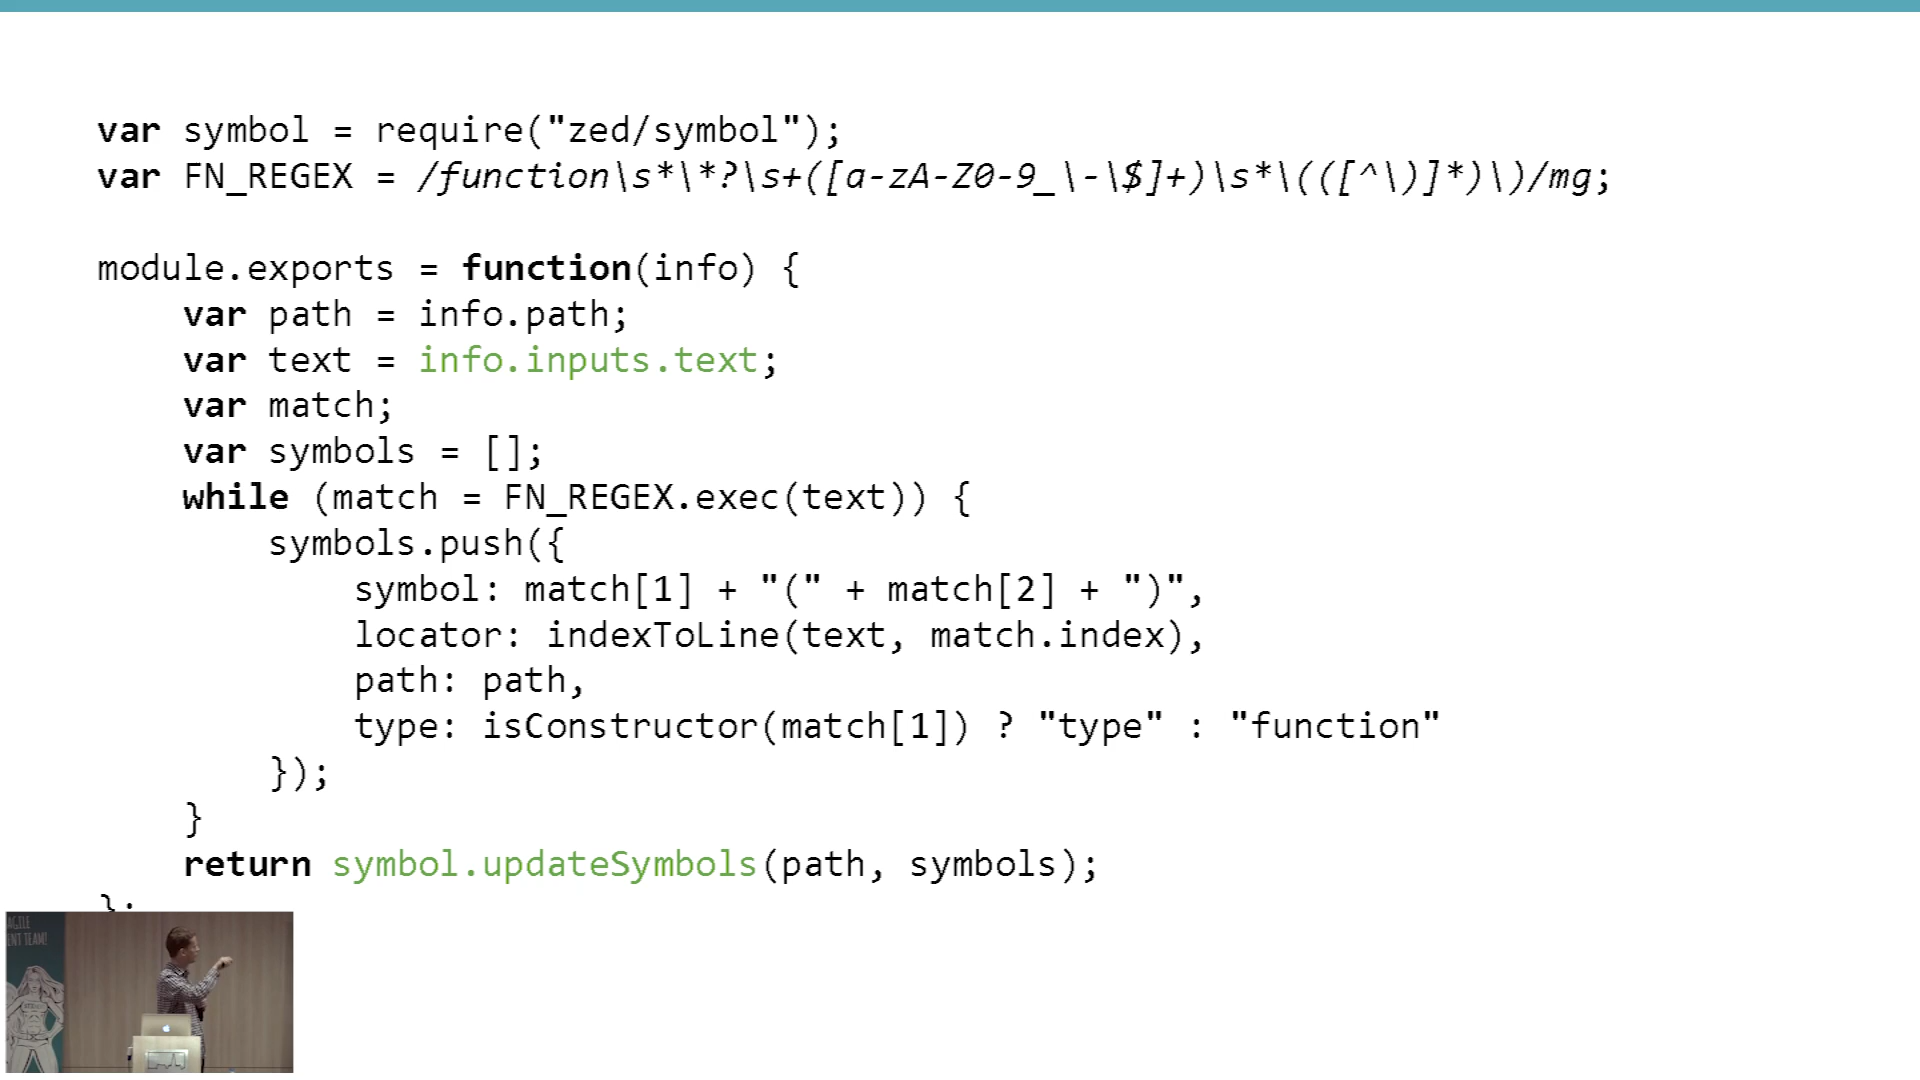 var symbol = require("zed/symbol");
var FN_REGEX = /function\s*\*?\s+([a-zA-Z0-9_\-\$]+)\s*\(([^\)]*)\)/mg;
module.exports = function(info) {
    var path = info.path;
    var text = info.inputs.text;
    var match;
    var symbols = [];
    while (match = FN_REGEX.exec(text)) {
        symbols.push({
            symbol: match[1] + "(" + match[2] + ")",
            locator: indexToLine(text, match.index),
            path: path,
            type: isConstructor(match[1]) ? "type" : "function"
        });
    }
    return symbol.updateSymbols(path, symbols);
};
AGILE
ENT TEAM!